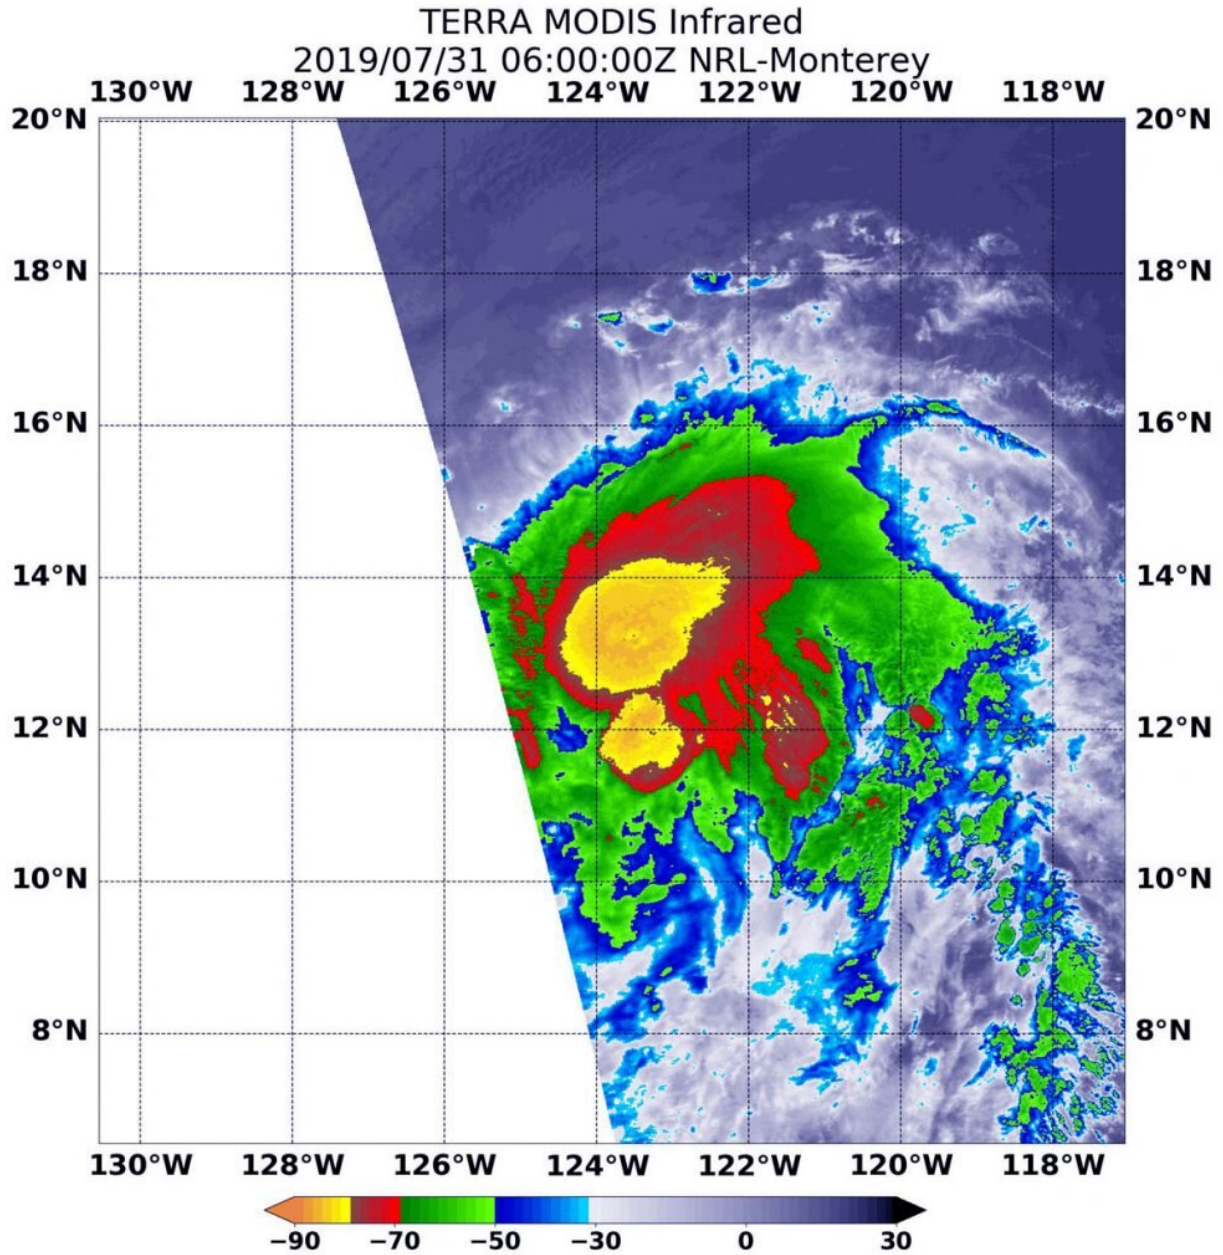 TERRA MODIS Infrared
2019/07/31 06:00:00Z NRL-Monterey
130°W 128°W 126°W 124°W 122°W 120°W 118°W
20°N 20°N
18°N 18°N
16°N 16°N
14°N 14°N
12°N 12°N
10°N 10°N
8°N 8°N
130°W 128°W 126°W 124°W 122°W 120°W 118°W
−90 −70 −50 −30 0 30